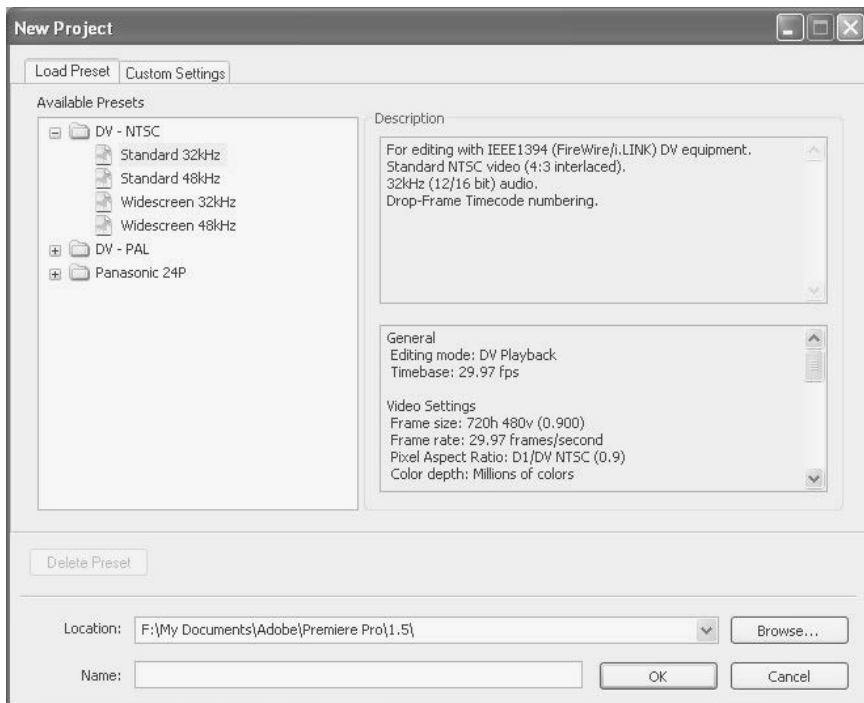 New Project
Load Preset
Custom Settings
Available Presets
DV - NTSC
Standard 32kHz
Standard 48kHz
Widescreen 32kHz
Widescreen 48kHz
DV - PAL
Panasonic 24P
Description
For editing with IEEE1394 (FireWire/i.LINK) DV equipment.
Standard NTSC video (4:3 interlaced).
32kHz (12/16 bit) audio.
Drop-Frame Timecode numbering.
General
Editing mode: DV Playback
Timebase: 29.97 fps
Video Settings
Frame size: 720h 480v (0.900)
Frame rate: 29.97 frames/second
Pixel Aspect Ratio: D1/DV NTSC (0.9)
Color depth: Millions of colors
Delete Preset
Location: F:\My Documents\Adobe\Premiere Pro\1.5\
Browse...
Name:
OK
Cancel